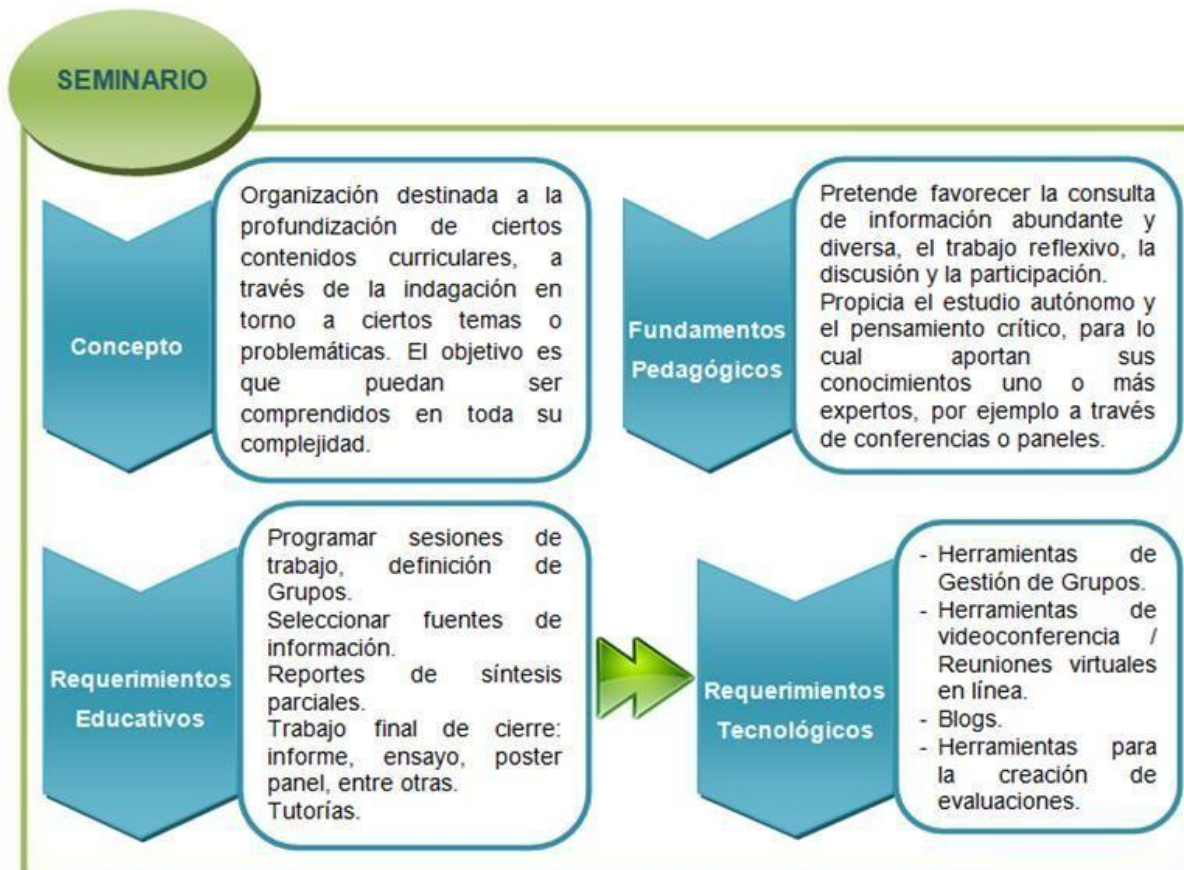 SEMINARIO
Concepto
Organización destinada a la
profundización de ciertos
contenidos curriculares, a
través de la indagación en
torno a ciertos temas o
problemáticas. El objetivo es
que puedan ser
comprendidos en toda su
complejidad.
Fundamentos
Pedagógicos
Pretende favorecer la consulta
de información abundante y
diversa, el trabajo reflexivo, la
discusión y la participación.
Propicia el estudio autónomo y
el pensamiento crítico, para lo
cual aportan sus
conocimientos uno o más
expertos, por ejemplo a través
de conferencias o paneles.
Requerimientos
Educativos
Programar sesiones de
trabajo, definición de
Grupos.
Seleccionar fuentes de
información.
Reportes de síntesis
parciales.
Trabajo final de cierre:
informe, ensayo, poster
panel, entre otras.
Tutorías.
Requerimientos
Tecnológicos
- Herramientas de
Gestión de Grupos.
- Herramientas de
videoconferencia /
Reuniones virtuales
en línea.
- Blogs.
- Herramientas para
la creación de
evaluaciones.